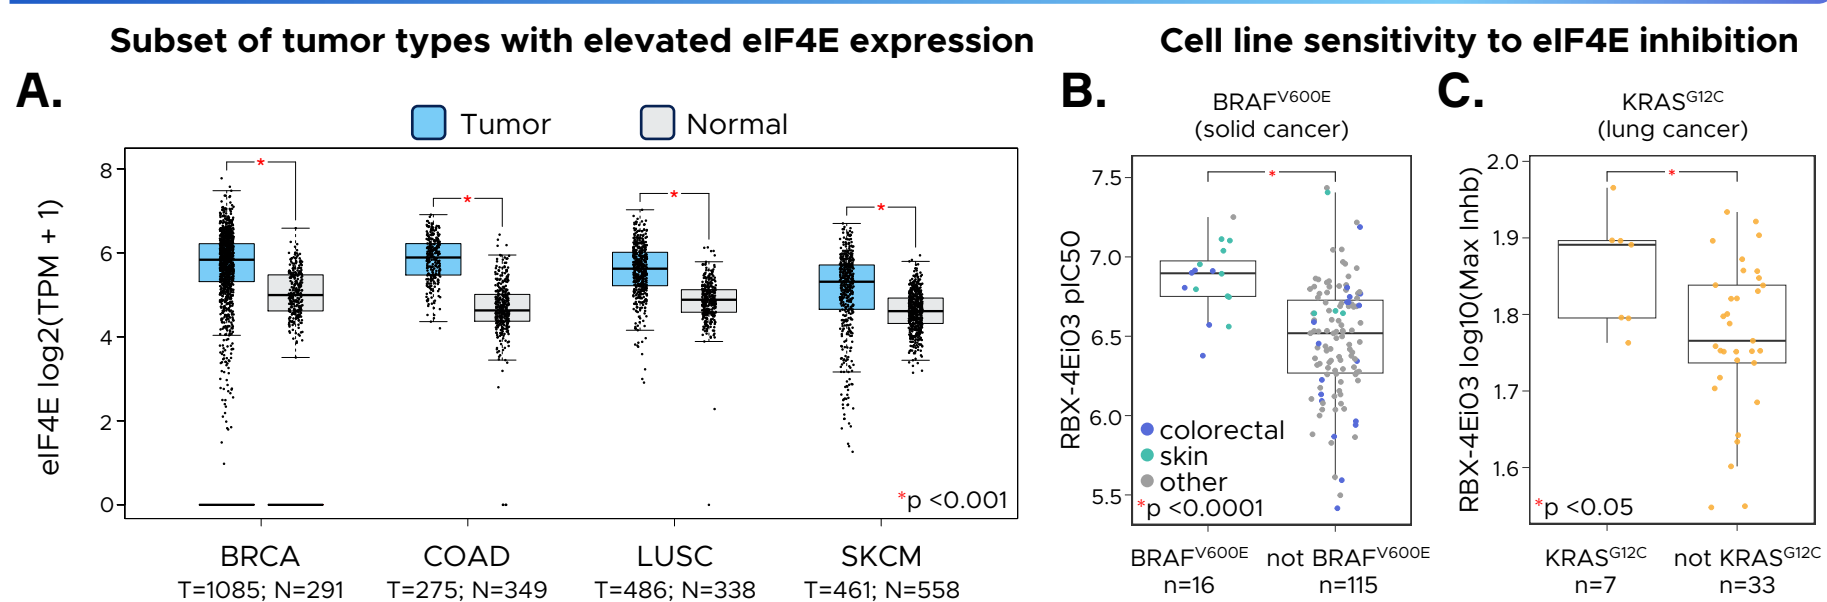 Subset of tumor types with elevated eIF4E expression
Cell line sensitivity to eIF4E inhibition
A.
Tumor
Normal
eIF4E log2(TPM + 1)
8
6
4
2
0
*
*
*
*
*p <0.001
BRCA
COAD
LUSC
SKCM
T=1085; N=291
T=275; N=349
T=486; N=338
T=461; N=558
B.
BRAFV600E
(solid cancer)
RBX-4Ei03 pIC50
7.5
7.0
6.5
6.0
5.5
*
colorectal
skin
other
*p <0.0001
BRAFV600E
not BRAFV600E
n=16
n=115
C.
KRASG12C
(lung cancer)
RBX-4Ei03 log10(Max Inhb)
2.0
1.9
1.8
1.7
1.6
*
*p <0.05
KRASG12C
not KRASG12C
n=7
n=33